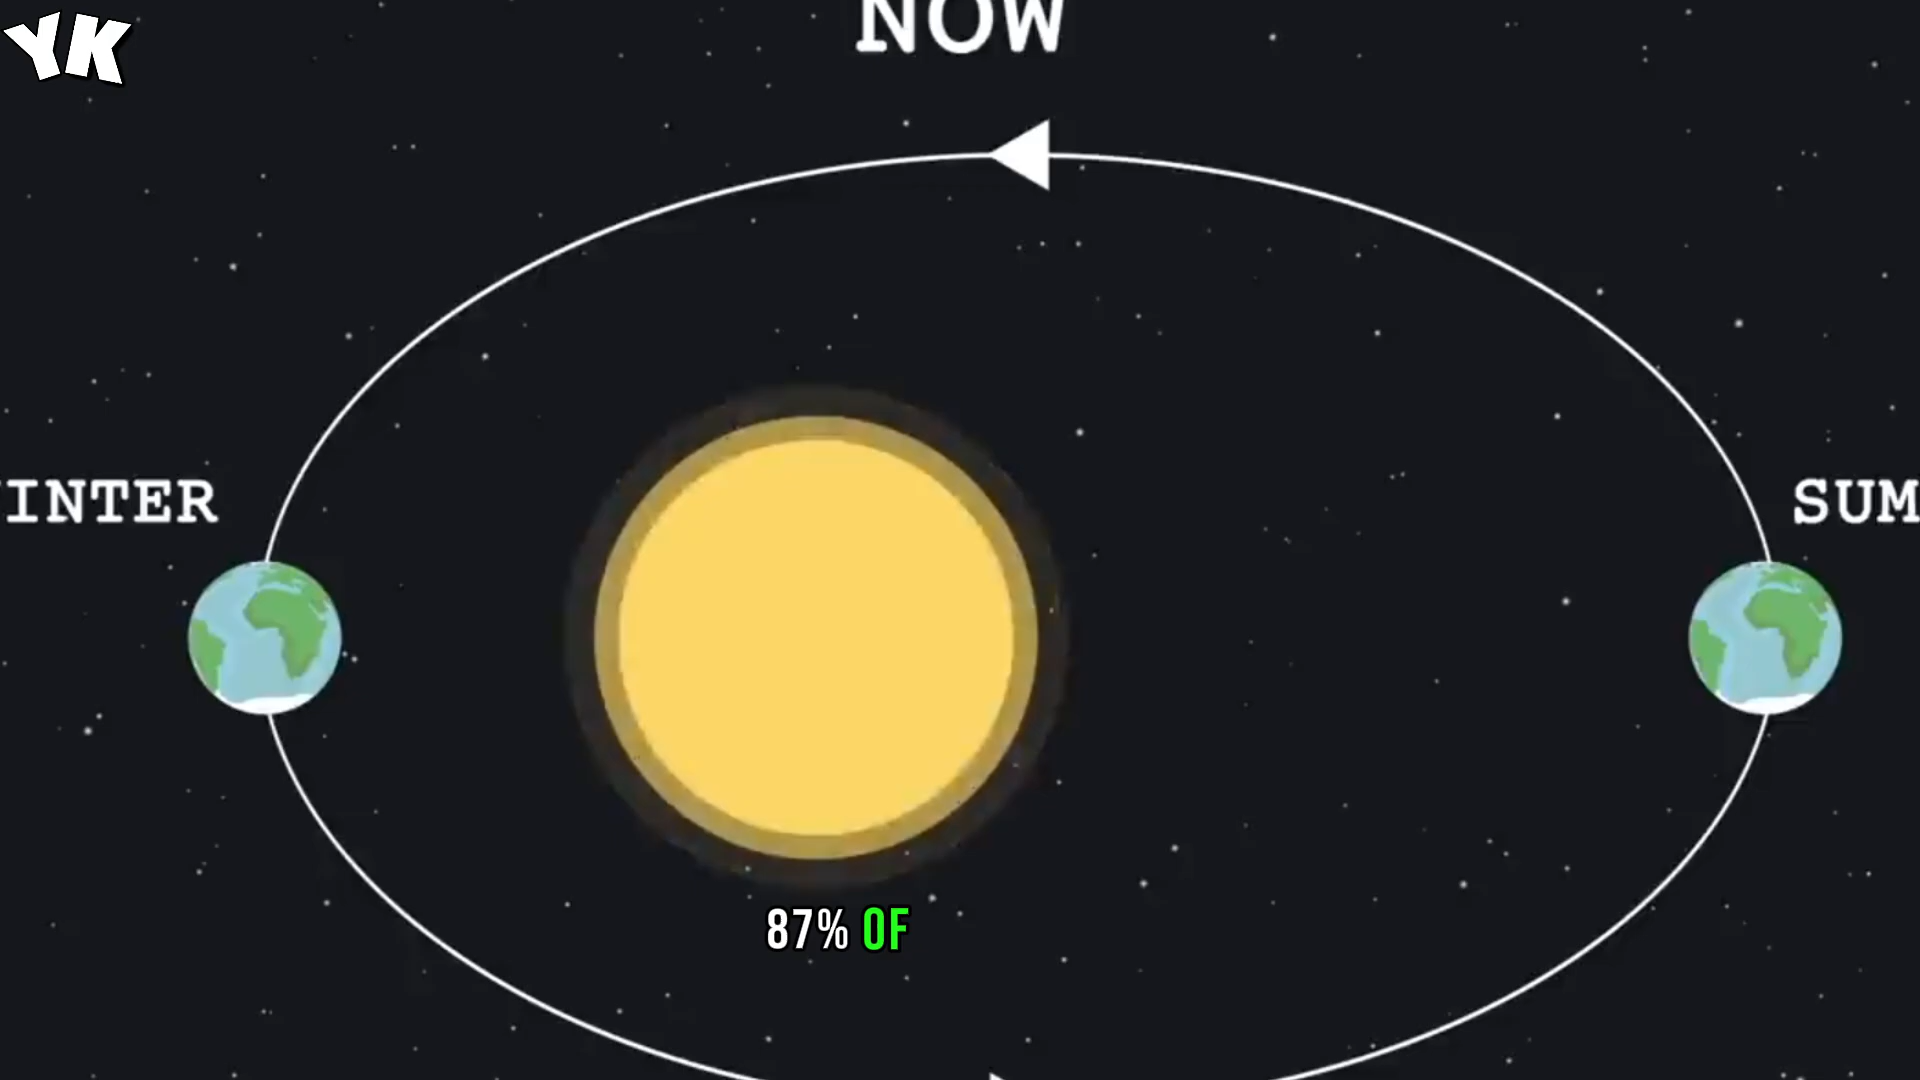 YK
NOW
INTER
SUM
87% OF